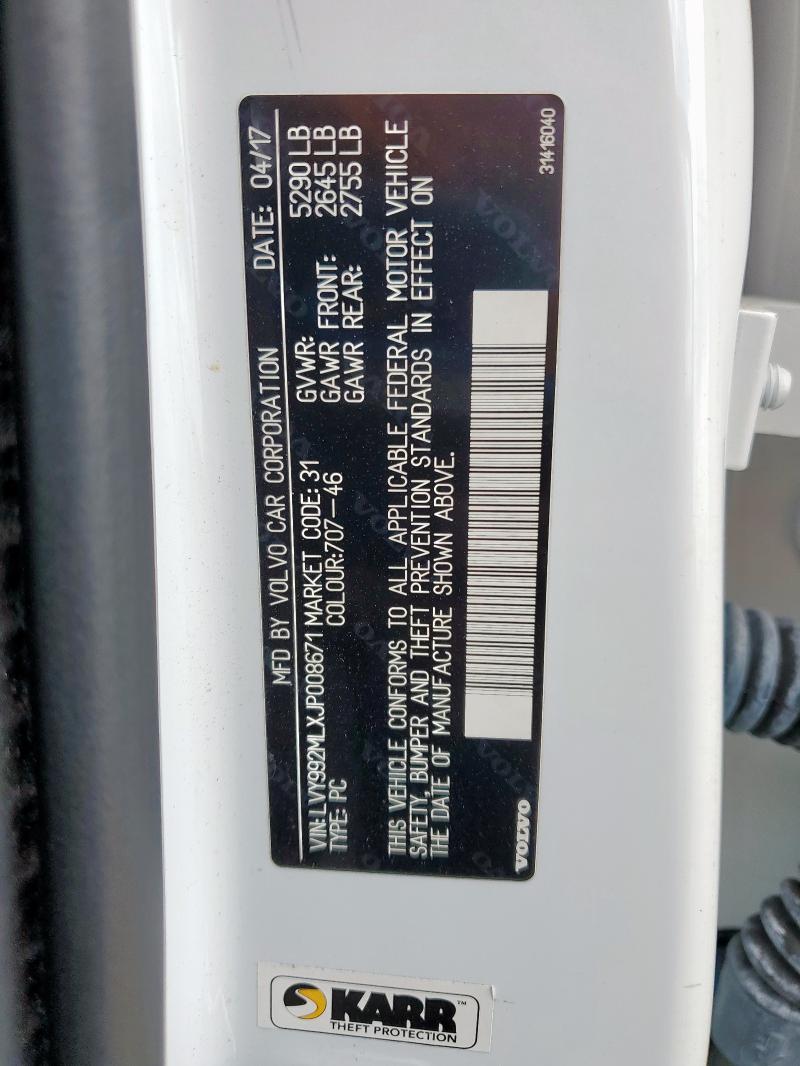 MFD BY VOLVO CAR CORPORATION DATE: 04/17
VIN: LVY992MLXJP008671 MARKET CODE: 31 GVWR: 5290 LB
TYPE: PC COLOUR:707-46 GAWR FRONT: 2645 LB
GAWR REAR: 2755 LB
THIS VEHICLE CONFORMS TO ALL APPLICABLE FEDERAL MOTOR VEHICLE
SAFETY, BUMPER AND THEFT PREVENTION STANDARDS IN EFFECT ON
THE DATE OF MANUFACTURE SHOWN ABOVE.
VOLVO
31416040
KARR™
THEFT PROTECTION